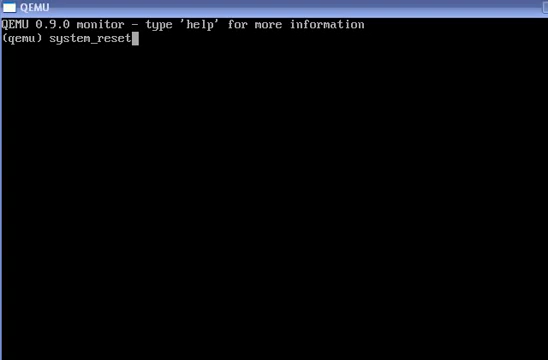 QEMU
QEMU 0.9.0 monitor - type 'help' for more information
(qemu) system_reset